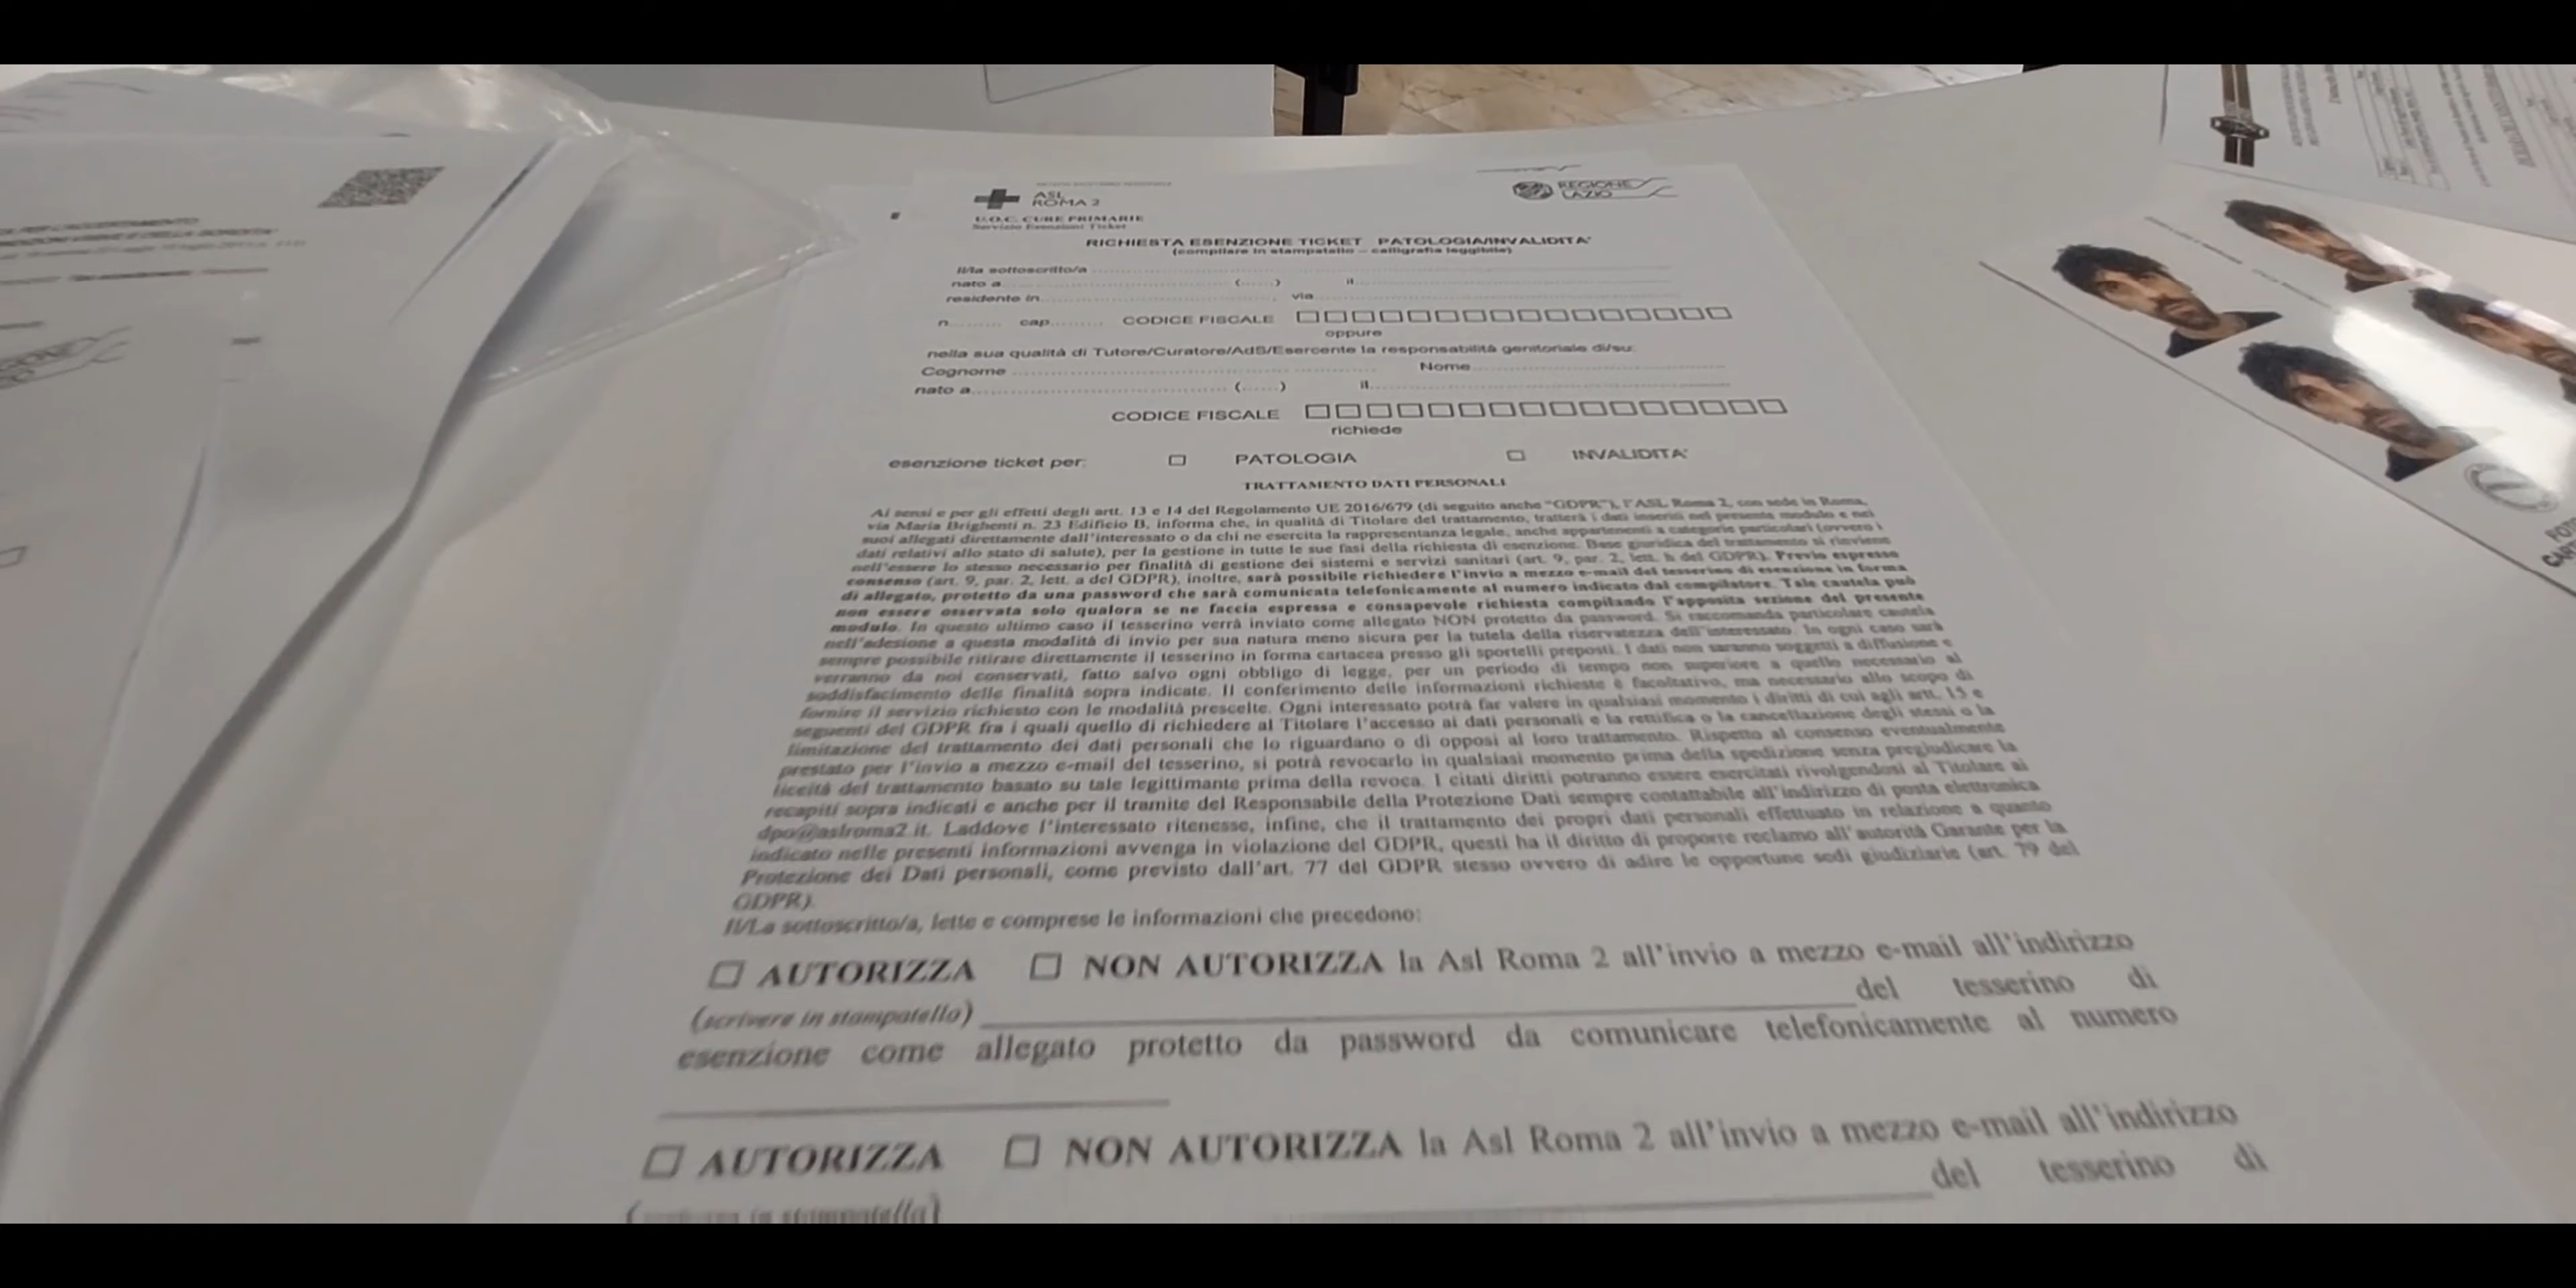 ASL
ROMA 2
REGIONE
LAZIO
U.O.C. CURE PRIMARIE
Servizio Esenzioni Ticket
RICHIESTA ESENZIONE TICKET PATOLOGIA/INVALIDITA'
(compilare in stampatello – calligrafia leggibile)
Il/la sottoscritto/a
nato a (......) il
residente in , via
n. cap. CODICE FISCALE
oppure
nella sua qualità di Tutore/Curatore/AdS/Esercente la responsabilità genitoriale di/su:
Cognome Nome
nato a (......) il
CODICE FISCALE
richiede
esenzione ticket per: □ PATOLOGIA □ INVALIDITA'
TRATTAMENTO DATI PERSONALI
Ai sensi e per gli effetti degli artt. 13 e 14 del Regolamento UE 2016/679 (di seguito anche "GDPR"), l'ASL Roma 2, con sede in Roma,
via Maria Brighenti n. 23 Edificio B, informa che, in qualità di Titolare del trattamento, tratterà i dati inseriti nel presente modulo e nei
suoi allegati direttamente dall'interessato o da chi ne esercita la rappresentanza legale, anche appartenenti a categorie particolari (ovvero i
dati relativi allo stato di salute), per la gestione in tutte le sue fasi della richiesta di esenzione. Base giuridica del trattamento si rinviene
nell'essere lo stesso necessario per finalità di gestione dei sistemi e servizi sanitari (art. 9, par. 2, lett. h del GDPR). Previo espresso
consenso (art. 9, par. 2, lett. a del GDPR), inoltre, sarà possibile richiedere l'invio a mezzo e-mail del tesserino di esenzione in forma
di allegato, protetto da una password che sarà comunicata telefonicamente al numero indicato dal compilatore. Tale cautela può
non essere osservata solo qualora se ne faccia espressa e consapevole richiesta compilando l'apposita sezione del presente
modulo. In questo ultimo caso il tesserino verrà inviato come allegato NON protetto da password. Si raccomanda particolare cautela
nell'adesione a questa modalità di invio per sua natura meno sicura per la tutela della riservatezza dell'interessato. In ogni caso sarà
sempre possibile ritirare direttamente il tesserino in forma cartacea presso gli sportelli preposti. I dati non saranno soggetti a diffusione e
verranno da noi conservati, fatto salvo ogni obbligo di legge, per un periodo di tempo non superiore a quello necessario al
soddisfacimento delle finalità sopra indicate. Il conferimento delle informazioni richieste è facoltativo, ma necessario allo scopo di
fornire il servizio richiesto con le modalità prescelte. Ogni interessato potrà far valere in qualsiasi momento i diritti di cui agli artt. 15 e
seguenti del GDPR fra i quali quello di richiedere al Titolare l'accesso ai dati personali e la rettifica o la cancellazione degli stessi o la
limitazione del trattamento dei dati personali che lo riguardano o di opposi al loro trattamento. Rispetto al consenso eventualmente
prestato per l'invio a mezzo e-mail del tesserino, si potrà revocarlo in qualsiasi momento prima della spedizione senza pregiudicare la
liceità del trattamento basato su tale legittimante prima della revoca. I citati diritti potranno essere esercitati rivolgendosi al Titolare ai
recapiti sopra indicati e anche per il tramite del Responsabile della Protezione Dati sempre contattabile all'indirizzo di posta elettronica
dpo@aslroma2.it. Laddove l'interessato ritenesse, infine, che il trattamento dei propri dati personali effettuato in relazione a quanto
indicato nelle presenti informazioni avvenga in violazione del GDPR, questi ha il diritto di proporre reclamo all'autorità Garante per la
Protezione dei Dati personali, come previsto dall'art. 77 del GDPR stesso ovvero di adire le opportune sedi giudiziarie (art. 79 del
GDPR).
Il/La sottoscritto/a, lette e comprese le informazioni che precedono:
□ AUTORIZZA □ NON AUTORIZZA la Asl Roma 2 all'invio a mezzo e-mail all'indirizzo
(scrivere in stampatello) del tesserino di
esenzione come allegato protetto da password da comunicare telefonicamente al numero
□ AUTORIZZA □ NON AUTORIZZA la Asl Roma 2 all'invio a mezzo e-mail all'indirizzo
(scrivere in stampatello) del tesserino di